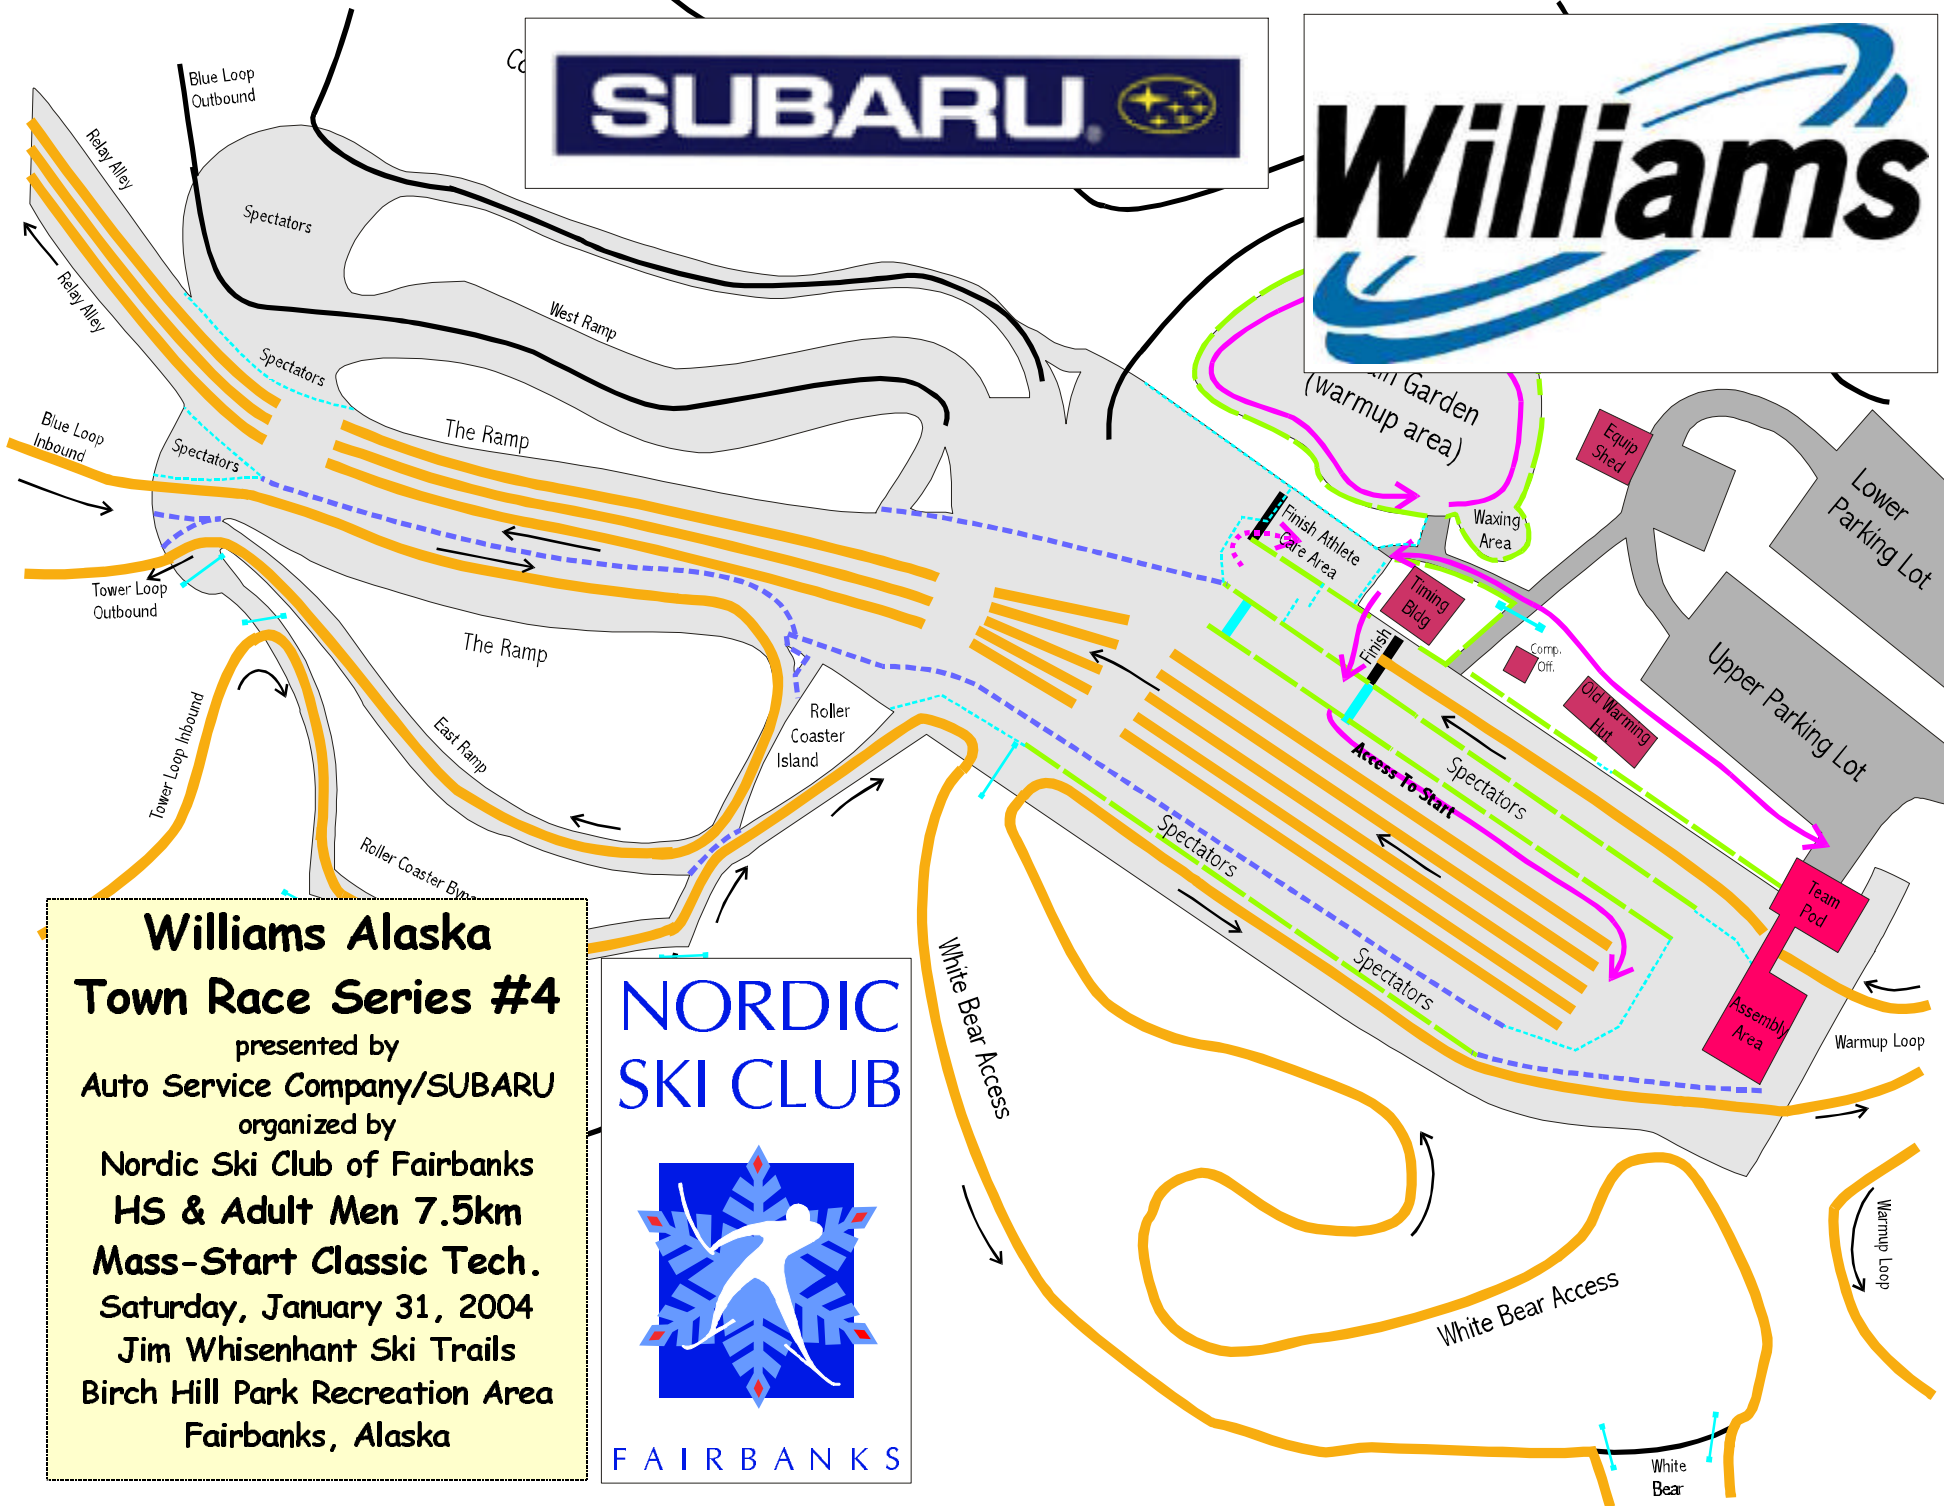 Blue Loop
Outbound
SUBARU
Williams
Relay Alley
Spectators
Relay Alley
West Ramp
Spectators
Garden
(warmup area)
Equip
Shed
Lower
Parking Lot
Blue Loop
Inbound
The Ramp
Spectators
Waxing
Area
Finish Athlete
Care Area
Timing
Bldg
Tower Loop
Outbound
The Ramp
Finish
Comp.
Off.
Upper Parking Lot
Old Warming
Hut
Tower Loop Inbound
East Ramp
Roller
Coaster
Island
Access To Start
Spectators
Spectators
Roller Coaster
Team
Pod
White Bear Access
Spectators
Assembly
Area
Warmup Loop
Warmup Loop
White Bear Access
White
Bear
Williams Alaska
Town Race Series #4
presented by
Auto Service Company/SUBARU
organized by
Nordic Ski Club of Fairbanks
HS & Adult Men 7.5km
Mass-Start Classic Tech.
Saturday, January 31, 2004
Jim Whisenhant Ski Trails
Birch Hill Park Recreation Area
Fairbanks, Alaska
NORDIC
SKI CLUB
FAIRBANKS